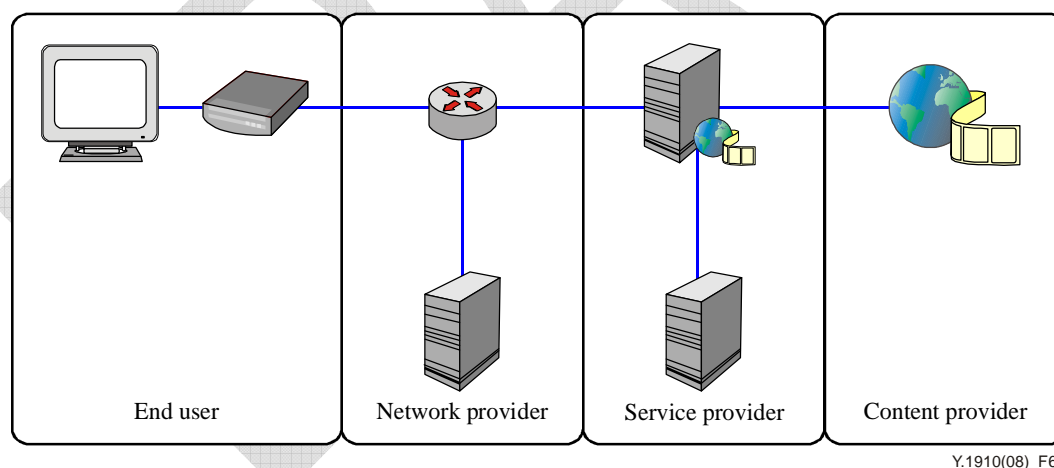 End user
Network provider
Service provider
Content provider
Y.1910(08)_F6